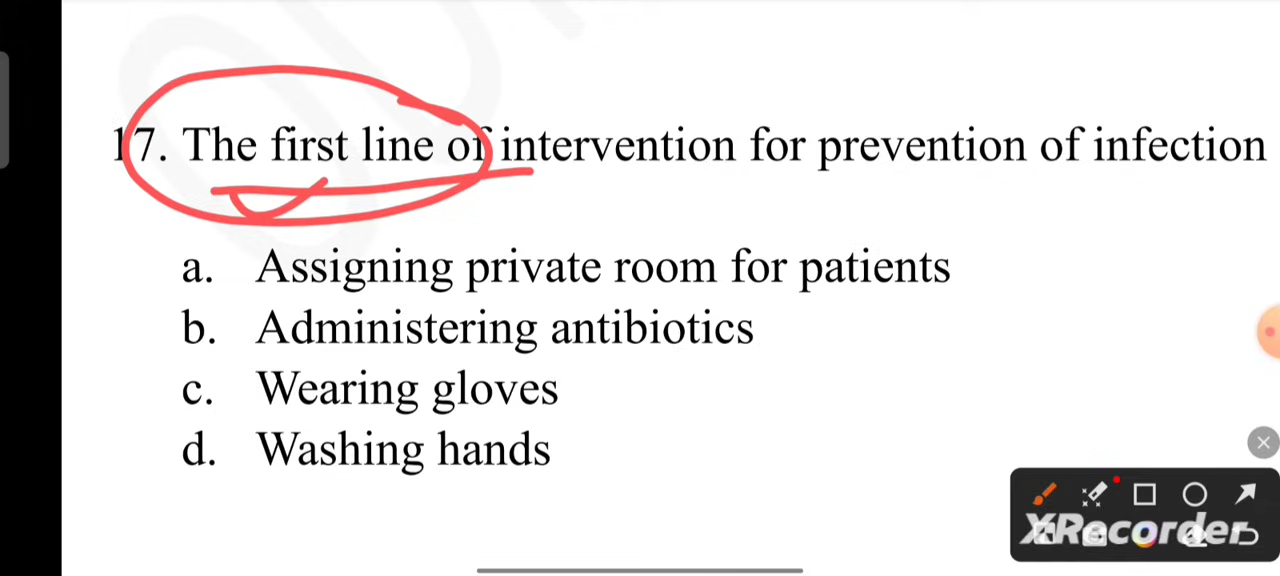 17. The first line of intervention for prevention of infection
a. Assigning private room for patients
b. Administering antibiotics
c. Wearing gloves
d. Washing hands
XRecorder